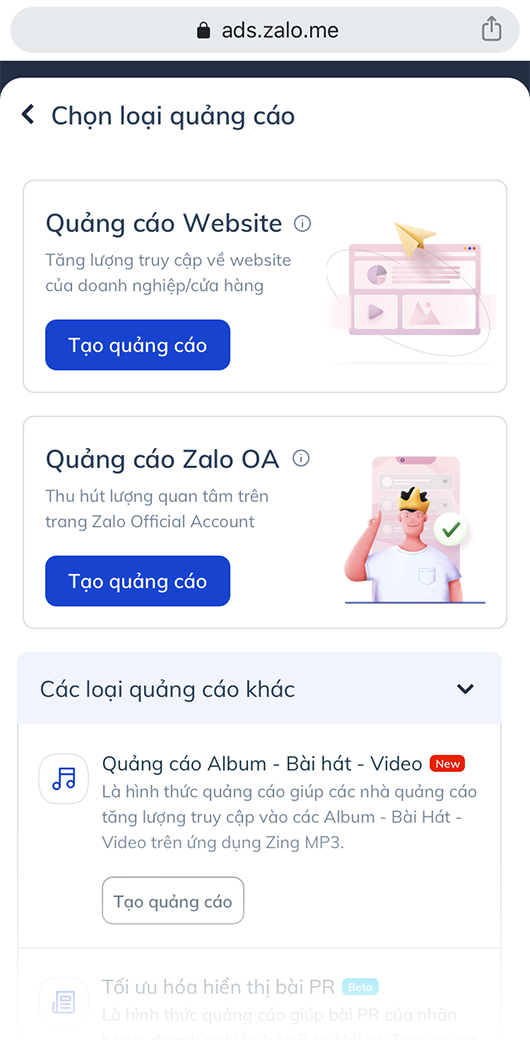 ads.zalo.me
Chọn loại quảng cáo
Quảng cáo Website
Tăng lượng truy cập về website
của doanh nghiệp/cửa hàng
Tạo quảng cáo
Quảng cáo Zalo OA
Thu hút lượng quan tâm trên
trang Zalo Official Account
Tạo quảng cáo
Các loại quảng cáo khác
Quảng cáo Album - Bài hát - Video New
Là hình thức quảng cáo giúp các nhà quảng cáo
tăng lượng truy cập vào các Album - Bài Hát -
Video trên ứng dụng Zing MP3.
Tạo quảng cáo
Tối ưu hóa hiển thị bài PR Beta
Là hình thức quảng cáo giúp bài PR của nhãn